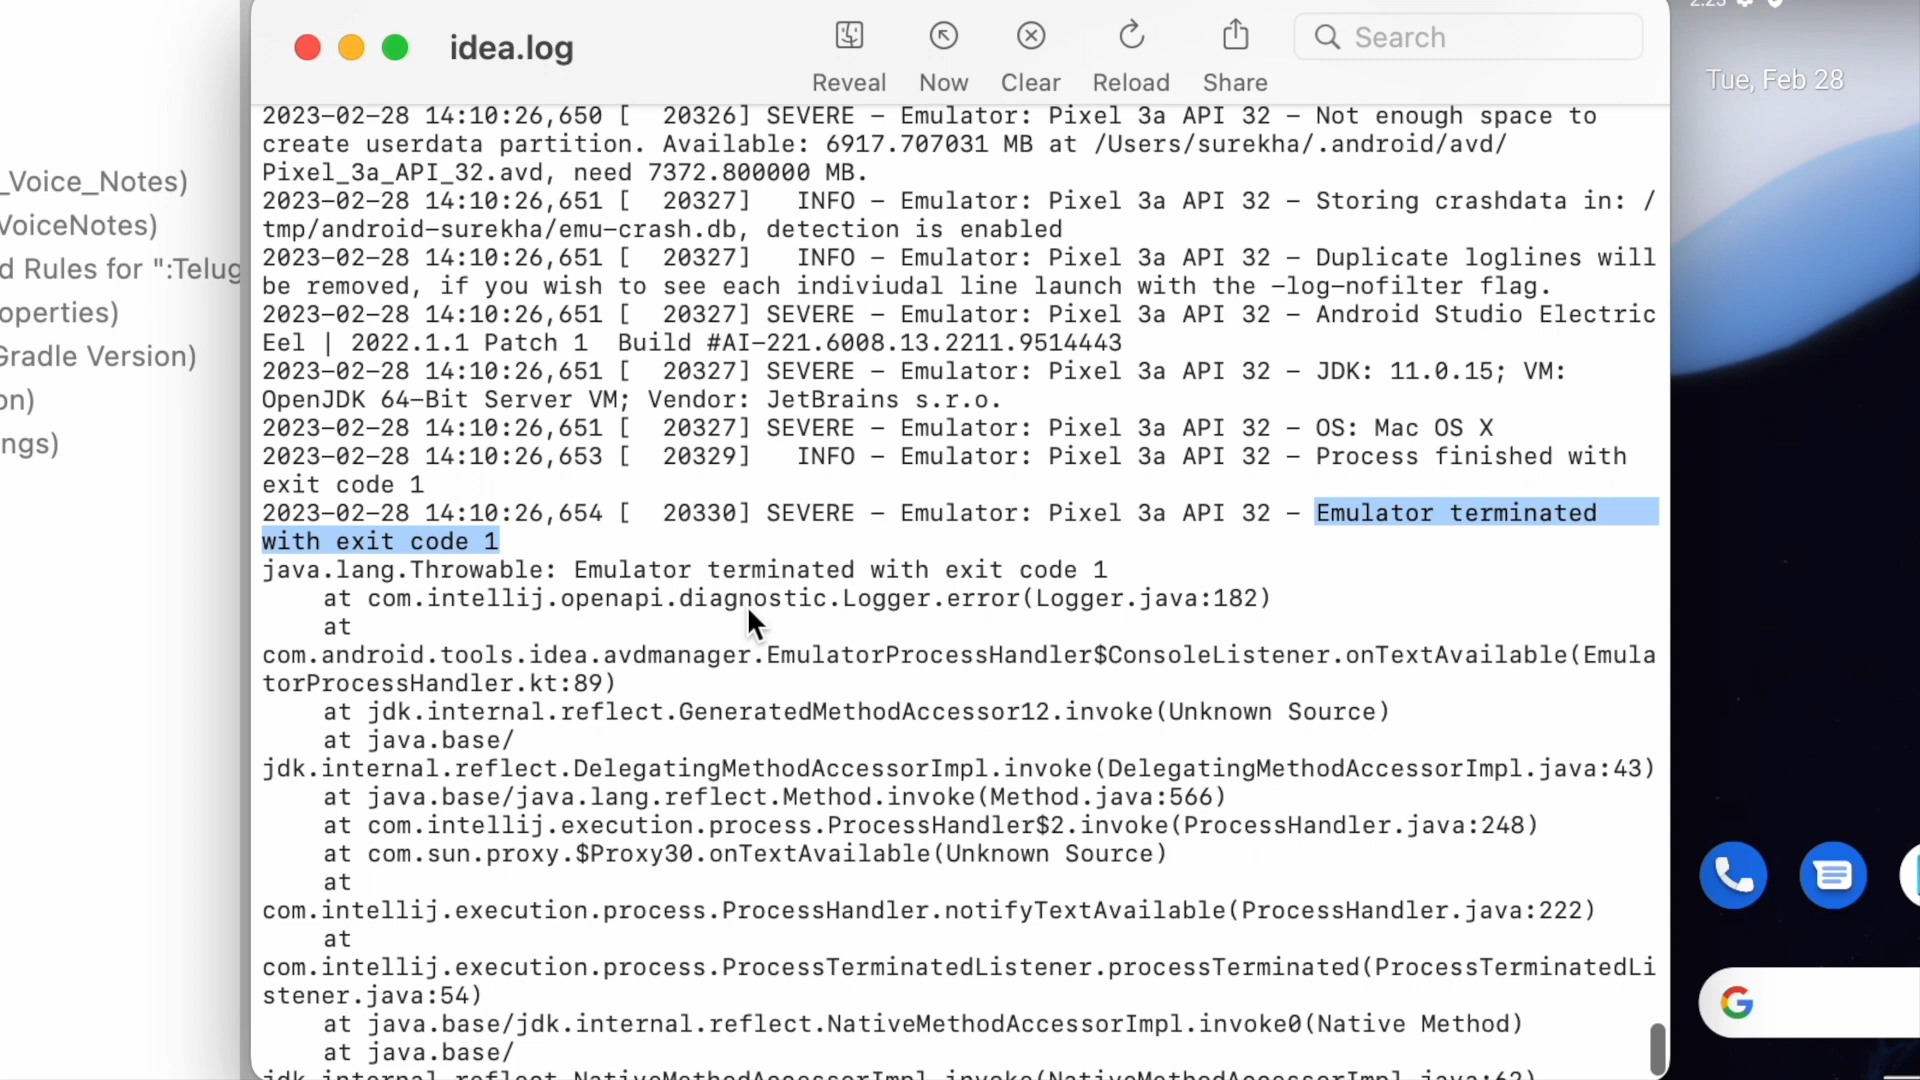 2:23
idea.log
Reveal
Now
Clear
Reload
Share
Search
Tue, Feb 28
_Voice_Notes)
VoiceNotes)
d Rules for ":Telug
operties)
Gradle Version)
on)
ngs)
2023-02-28 14:10:26,650 [  20326] SEVERE - Emulator: Pixel 3a API 32 - Not enough space to
create userdata partition. Available: 6917.707031 MB at /Users/surekha/.android/avd/
Pixel_3a_API_32.avd, need 7372.800000 MB.
2023-02-28 14:10:26,651 [  20327]   INFO - Emulator: Pixel 3a API 32 - Storing crashdata in: /
tmp/android-surekha/emu-crash.db, detection is enabled
2023-02-28 14:10:26,651 [  20327]   INFO - Emulator: Pixel 3a API 32 - Duplicate loglines will
be removed, if you wish to see each indiviudal line launch with the -log-nofilter flag.
2023-02-28 14:10:26,651 [  20327] SEVERE - Emulator: Pixel 3a API 32 - Android Studio Electric
Eel | 2022.1.1 Patch 1  Build #AI-221.6008.13.2211.9514443
2023-02-28 14:10:26,651 [  20327] SEVERE - Emulator: Pixel 3a API 32 - JDK: 11.0.15; VM:
OpenJDK 64-Bit Server VM; Vendor: JetBrains s.r.o.
2023-02-28 14:10:26,651 [  20327] SEVERE - Emulator: Pixel 3a API 32 - OS: Mac OS X
2023-02-28 14:10:26,653 [  20329]   INFO - Emulator: Pixel 3a API 32 - Process finished with
exit code 1
2023-02-28 14:10:26,654 [  20330] SEVERE - Emulator: Pixel 3a API 32 - Emulator terminated
with exit code 1
java.lang.Throwable: Emulator terminated with exit code 1
at com.intellij.openapi.diagnostic.Logger.error(Logger.java:182)
at
com.android.tools.idea.avdmanager.EmulatorProcessHandler$ConsoleListener.onTextAvailable(Emula
torProcessHandler.kt:89)
at jdk.internal.reflect.GeneratedMethodAccessor12.invoke(Unknown Source)
at java.base/
jdk.internal.reflect.DelegatingMethodAccessorImpl.invoke(DelegatingMethodAccessorImpl.java:43)
at java.base/java.lang.reflect.Method.invoke(Method.java:566)
at com.intellij.execution.process.ProcessHandler$2.invoke(ProcessHandler.java:248)
at com.sun.proxy.$Proxy30.onTextAvailable(Unknown Source)
at
com.intellij.execution.process.ProcessHandler.notifyTextAvailable(ProcessHandler.java:222)
at
com.intellij.execution.process.ProcessTerminatedListener.processTerminated(ProcessTerminatedLi
stener.java:54)
at java.base/jdk.internal.reflect.NativeMethodAccessorImpl.invoke0(Native Method)
at java.base/
jdk.internal.reflect.NativeMethodAccessorImpl.invoke(NativeMethodAccessorImpl.java:62)